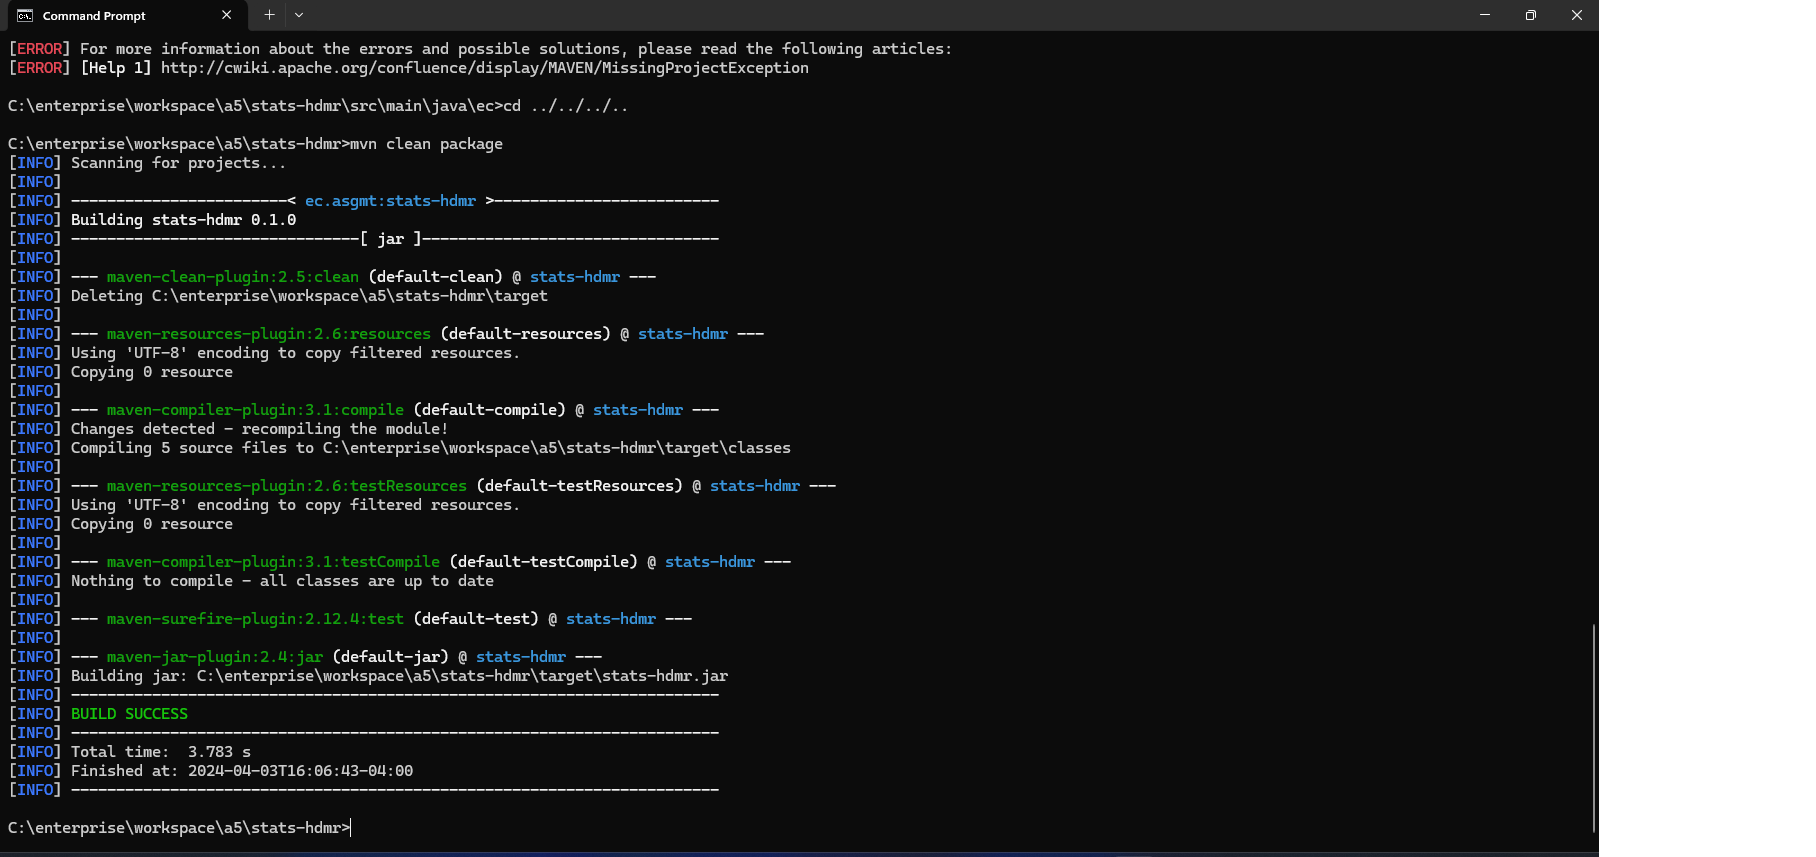 Command Prompt
[ERROR] For more information about the errors and possible solutions, please read the following articles:
[ERROR] [Help 1] http://cwiki.apache.org/confluence/display/MAVEN/MissingProjectException
C:\enterprise\workspace\a5\stats-hdmr\src\main\java\ec>cd ../../../..
C:\enterprise\workspace\a5\stats-hdmr>mvn clean package
[INFO] Scanning for projects...
[INFO]
[INFO] ------------------------< ec.asgmt:stats-hdmr >-------------------------
[INFO] Building stats-hdmr 0.1.0
[INFO] --------------------------------[ jar ]---------------------------------
[INFO]
[INFO] --- maven-clean-plugin:2.5:clean (default-clean) @ stats-hdmr ---
[INFO] Deleting C:\enterprise\workspace\a5\stats-hdmr\target
[INFO]
[INFO] --- maven-resources-plugin:2.6:resources (default-resources) @ stats-hdmr ---
[INFO] Using 'UTF-8' encoding to copy filtered resources.
[INFO] Copying 0 resource
[INFO]
[INFO] --- maven-compiler-plugin:3.1:compile (default-compile) @ stats-hdmr ---
[INFO] Changes detected - recompiling the module!
[INFO] Compiling 5 source files to C:\enterprise\workspace\a5\stats-hdmr\target\classes
[INFO]
[INFO] --- maven-resources-plugin:2.6:testResources (default-testResources) @ stats-hdmr ---
[INFO] Using 'UTF-8' encoding to copy filtered resources.
[INFO] Copying 0 resource
[INFO]
[INFO] --- maven-compiler-plugin:3.1:testCompile (default-testCompile) @ stats-hdmr ---
[INFO] Nothing to compile - all classes are up to date
[INFO]
[INFO] --- maven-surefire-plugin:2.12.4:test (default-test) @ stats-hdmr ---
[INFO]
[INFO] --- maven-jar-plugin:2.4:jar (default-jar) @ stats-hdmr ---
[INFO] Building jar: C:\enterprise\workspace\a5\stats-hdmr\target\stats-hdmr.jar
[INFO] ------------------------------------------------------------------------
[INFO] BUILD SUCCESS
[INFO] ------------------------------------------------------------------------
[INFO] Total time:  3.783 s
[INFO] Finished at: 2024-04-03T16:06:43-04:00
[INFO] ------------------------------------------------------------------------
C:\enterprise\workspace\a5\stats-hdmr>